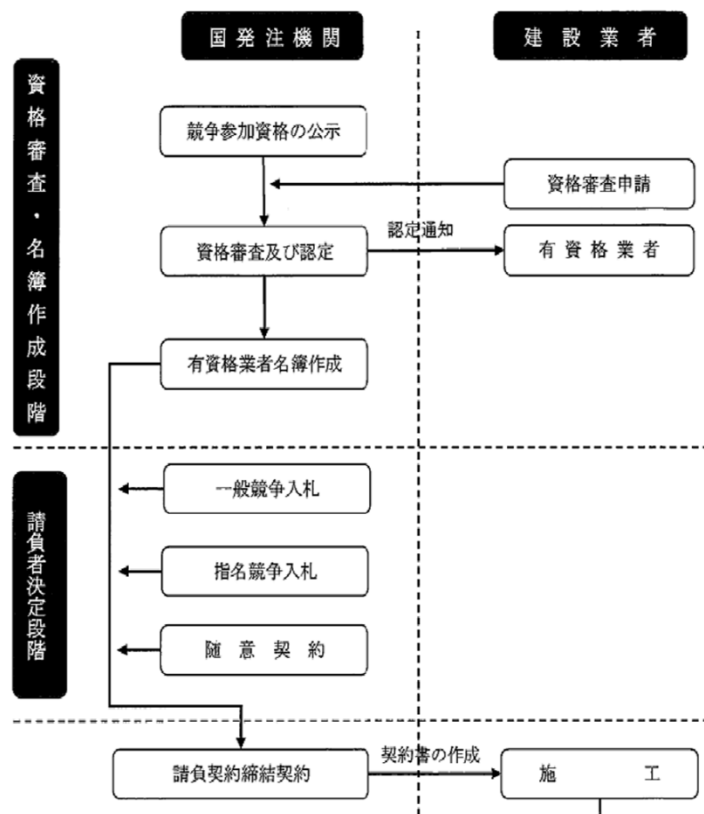 国発注機関
建設業者
資格審査・名簿作成段階
競争参加資格の公示
資格審査申請
資格審査及び認定
認定通知
有資格業者
有資格業者名簿作成
請負者決定段階
一般競争入札
指名競争入札
随意契約
請負契約締結契約
契約書の作成
施工